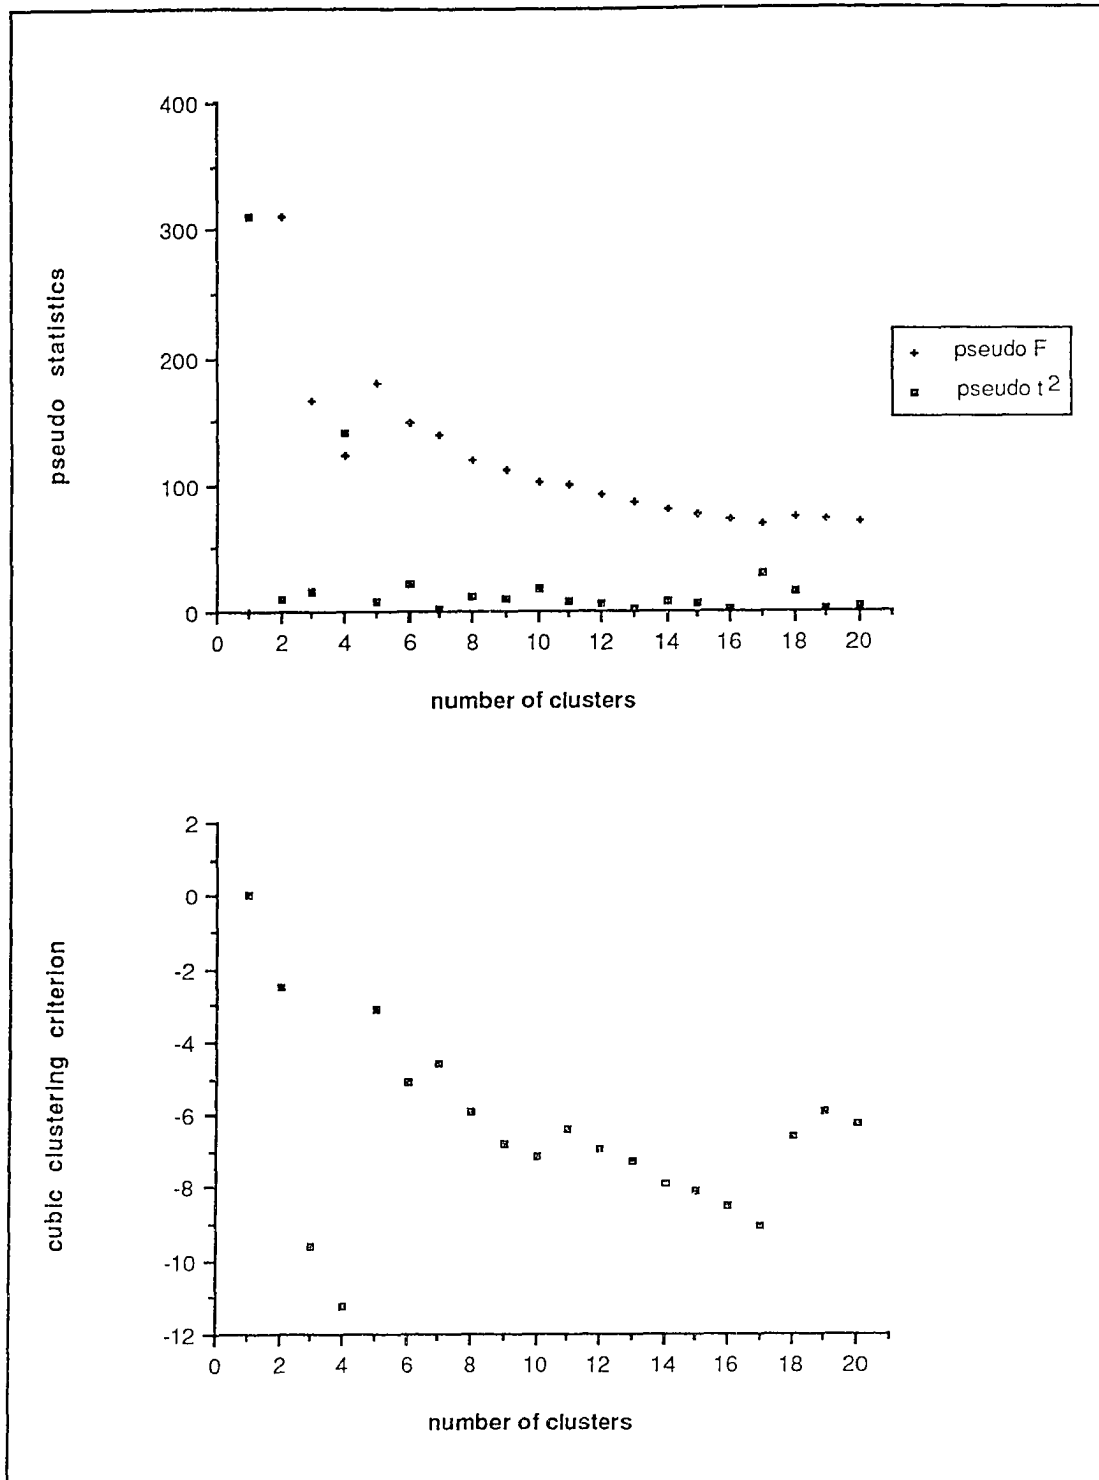 400
300
200
100
0
pseudo statistics
0 2 4 6 8 10 12 14 16 18 20
number of clusters
pseudo F
pseudo t2
2
0
-2
-4
-6
-8
-10
-12
cubic clustering criterion
0 2 4 6 8 10 12 14 16 18 20
number of clusters